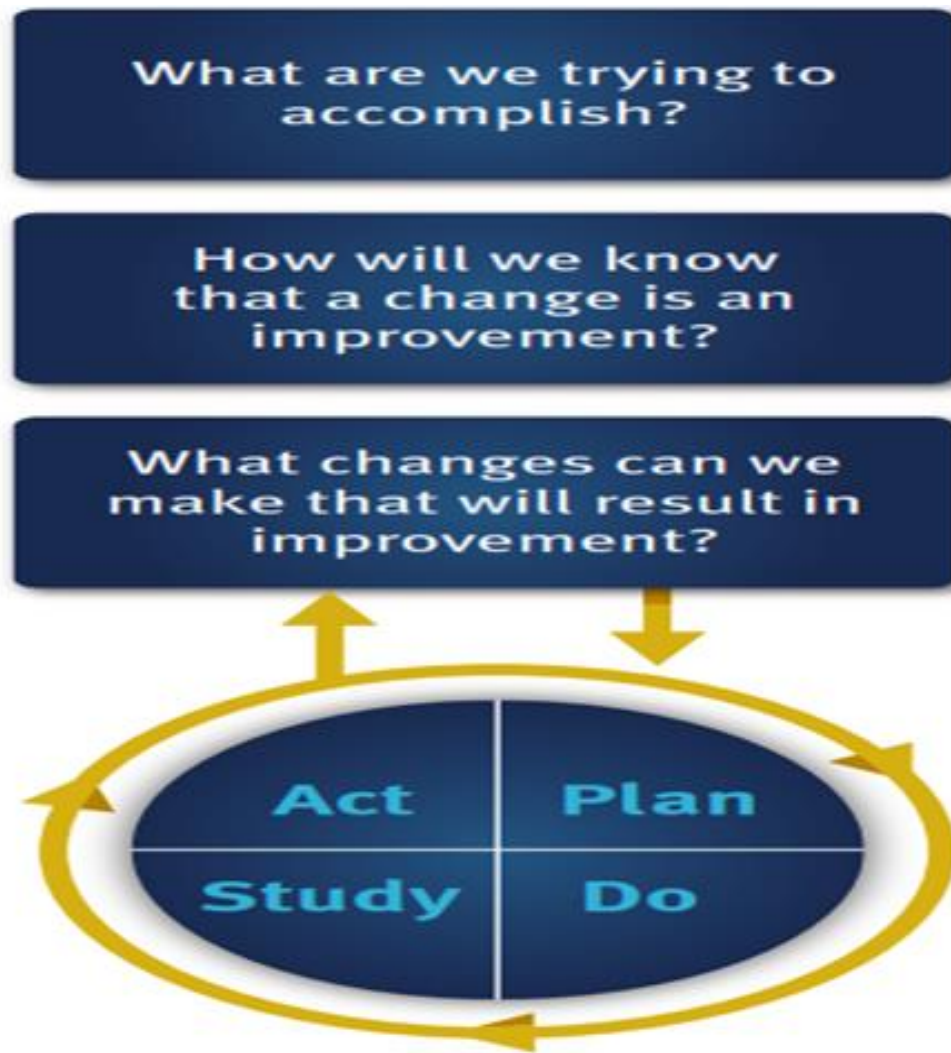 What are we trying to
accomplish?
How will we know
that a change is an
improvement?
What changes can we
make that will result in
improvement?
Act
Plan
Study
Do